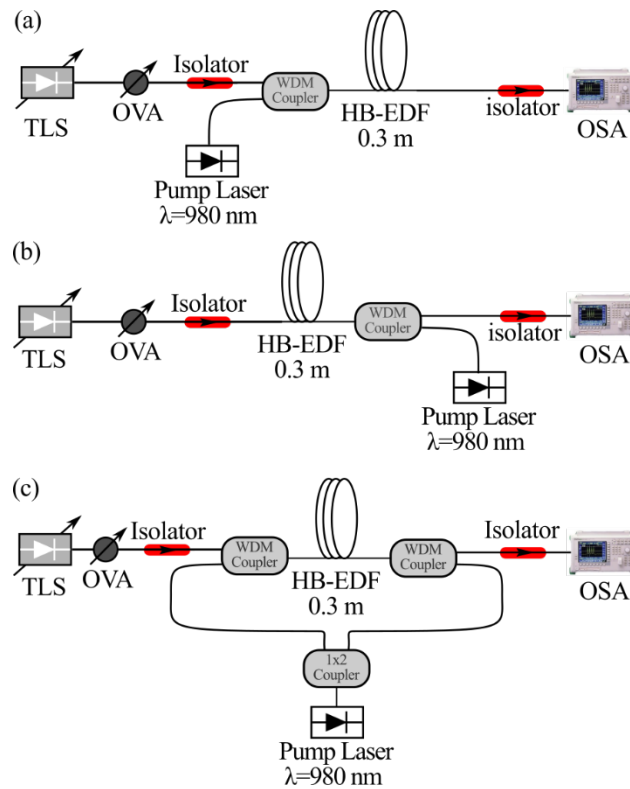 (a)
Isolator
WDM
Coupler
TLS
OVA
HB-EDF
0.3 m
isolator
OSA
Pump Laser
λ=980 nm
(b)
Isolator
WDM
Coupler
TLS
OVA
HB-EDF
0.3 m
isolator
OSA
Pump Laser
λ=980 nm
(c)
Isolator
WDM
Coupler
WDM
Coupler
Isolator
TLS
OVA
HB-EDF
0.3 m
OSA
1x2
Coupler
Pump Laser
λ=980 nm